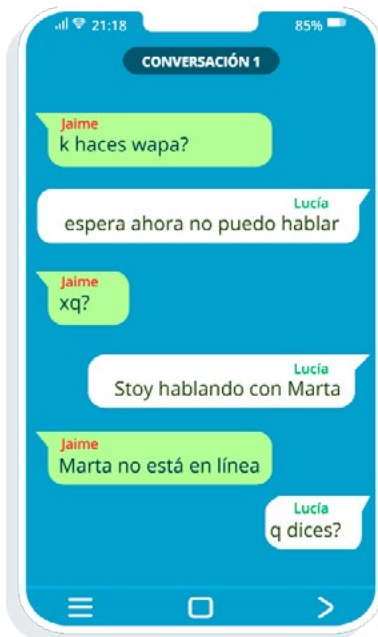 21:18 85%
CONVERSACIÓN 1
Jaime
k haces wapa?
Lucía
espera ahora no puedo hablar
Jaime
xq?
Lucía
Stoy hablando con Marta
Jaime
Marta no está en línea
Lucía
q dices?